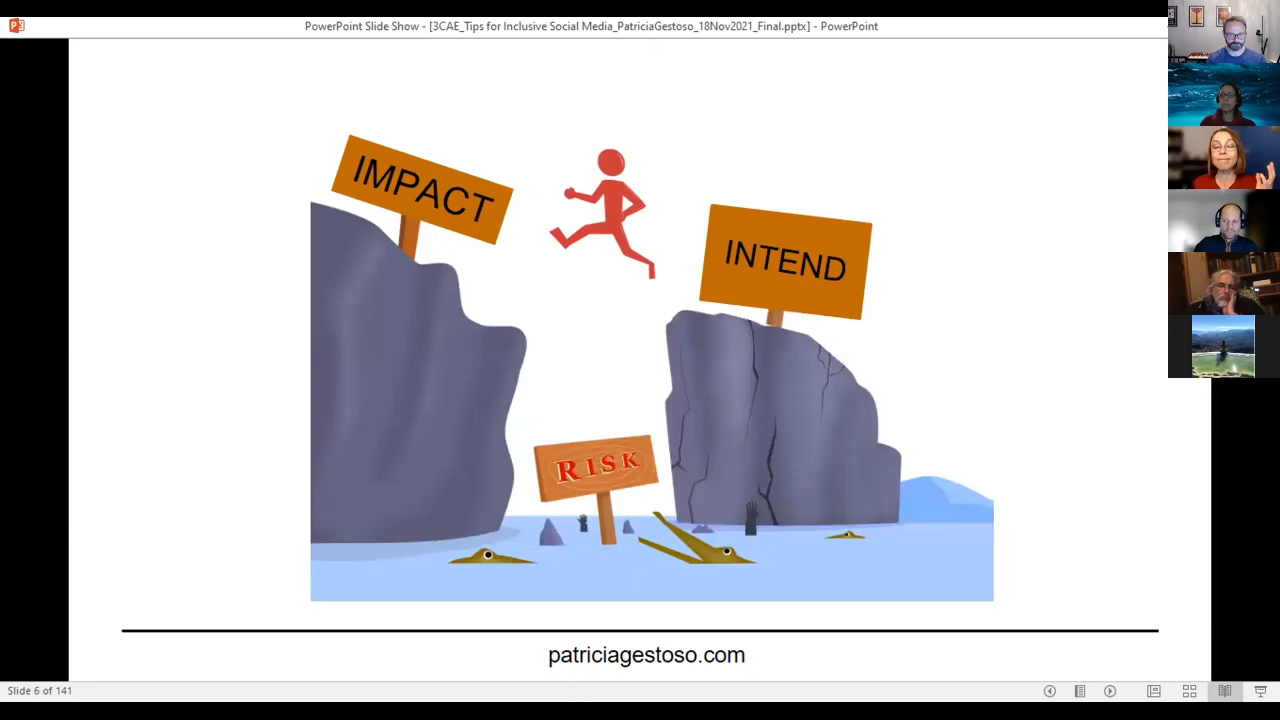 PowerPoint Slide Show - [3CAE_Tips for Inclusive Social Media_PatriciaGestoso_18Nov2021_Final.pptx] - PowerPoint
IMPACT
INTEND
RISK
patriciagestoso.com
Slide 6 of 141